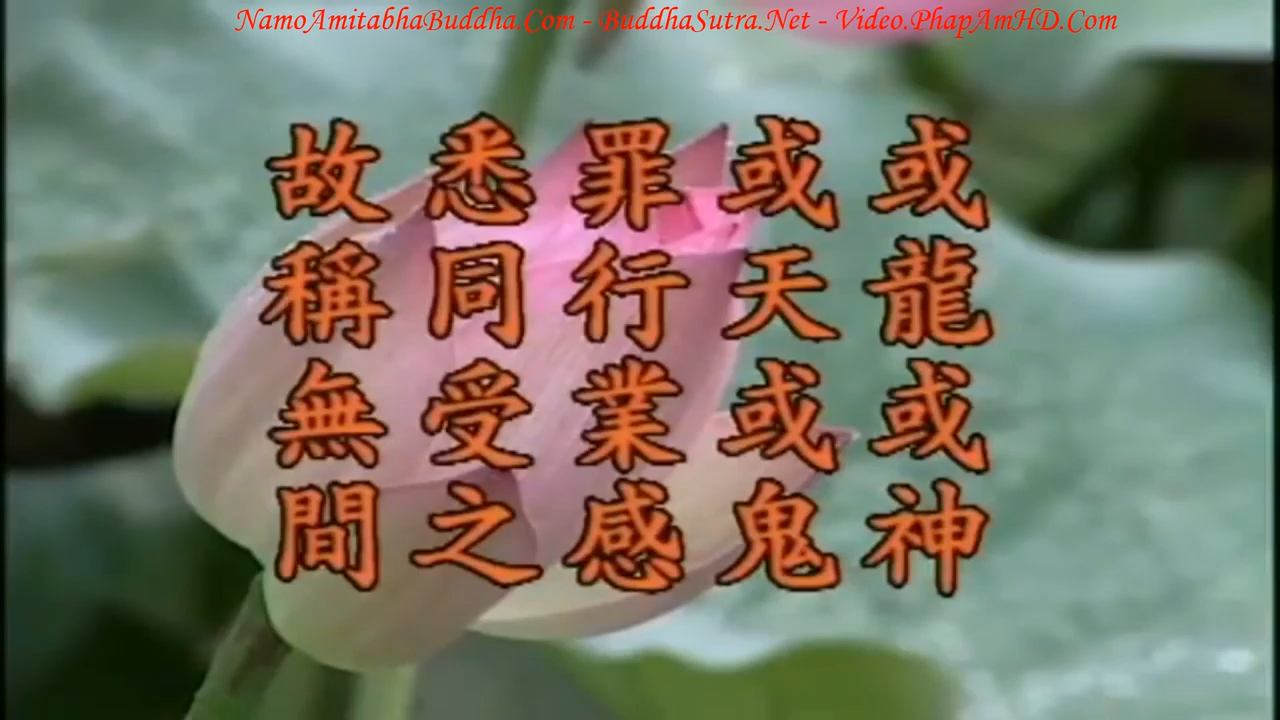 NamoAmitabhaBuddha.Com - BuddhaSutra.Net - Video.PhapAmHD.Com
或龍或神
或天或鬼
罪行業感
悉同受之
故稱無間